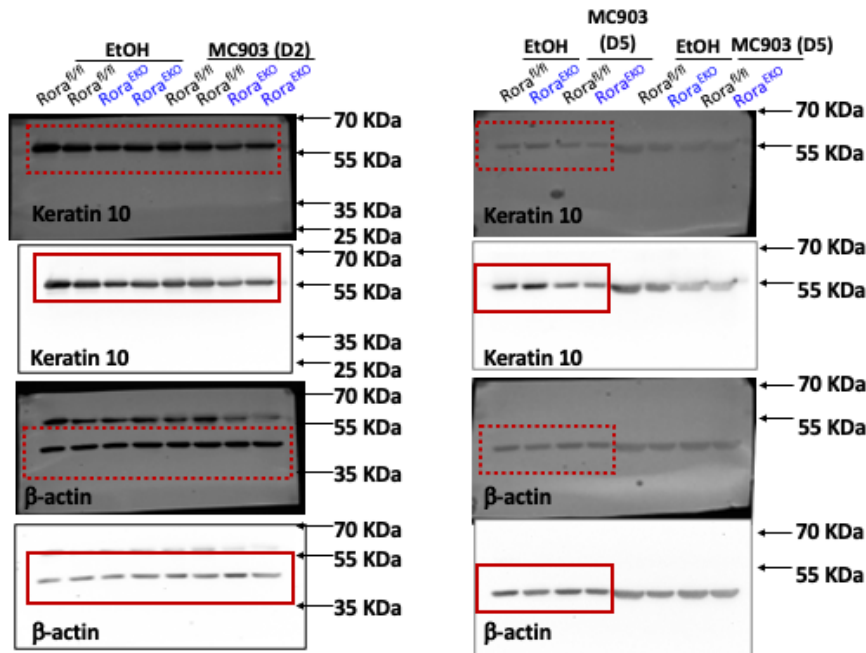 EtOH MC903 (D2)
Rora^fl/fl Rora^fl/fl Rora^EKO Rora^EKO Rora^fl/fl Rora^fl/fl Rora^EKO Rora^EKO
70 KDa
55 KDa
35 KDa
Keratin 10
25 KDa
70 KDa
55 KDa
35 KDa
Keratin 10
25 KDa
70 KDa
55 KDa
35 KDa
β-actin
70 KDa
55 KDa
35 KDa
β-actin
MC903
EtOH (D5) EtOH MC903 (D5)
Rora^fl/fl Rora^EKO Rora^fl/fl Rora^EKO Rora^fl/fl Rora^EKO Rora^fl/fl Rora^EKO
70 KDa
55 KDa
Keratin 10
70 KDa
55 KDa
Keratin 10
70 KDa
55 KDa
β-actin
70 KDa
55 KDa
β-actin